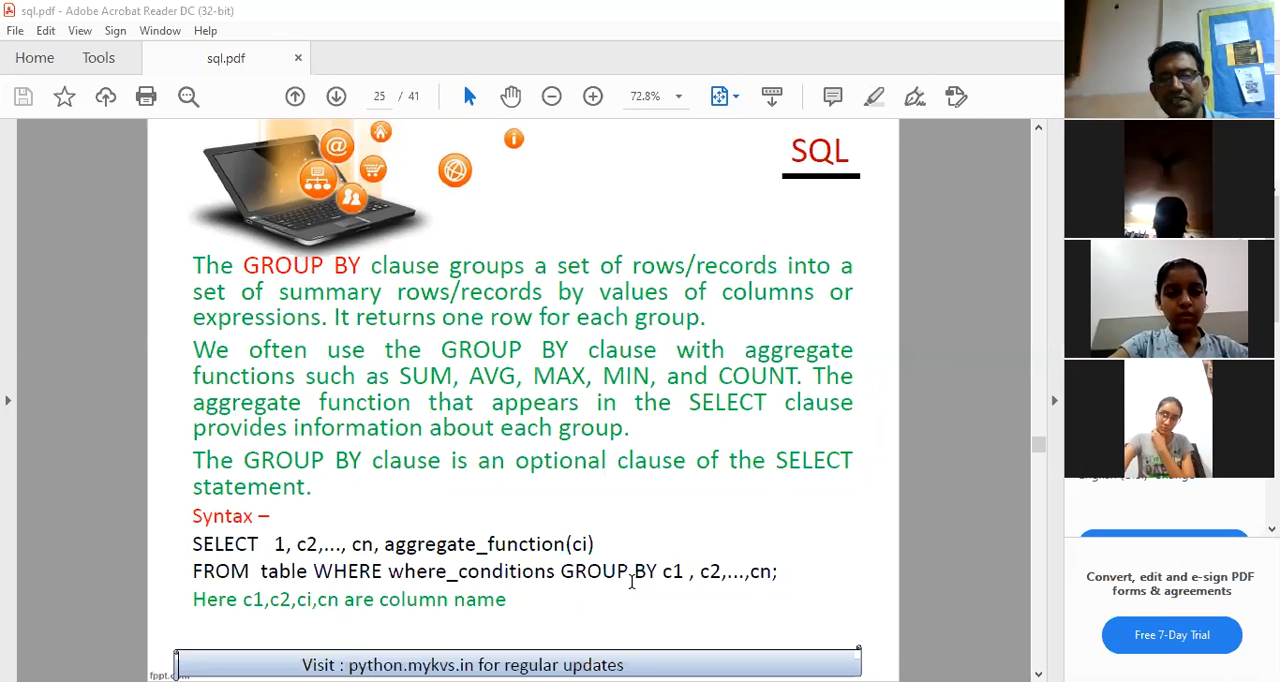 sql.pdf - Adobe Acrobat Reader DC (32-bit)
File Edit View Sign Window Help
Home Tools sql.pdf ×
25 / 41 72.8%
@ i
SQL
The GROUP BY clause groups a set of rows/records into a
set of summary rows/records by values of columns or
expressions. It returns one row for each group.
We often use the GROUP BY clause with aggregate
functions such as SUM, AVG, MAX, MIN, and COUNT. The
aggregate function that appears in the SELECT clause
provides information about each group.
The GROUP BY clause is an optional clause of the SELECT
statement.
Syntax –
SELECT 1, c2,..., cn, aggregate_function(ci)
FROM table WHERE where_conditions GROUP BY c1 , c2,...,cn;
Here c1,c2,ci,cn are column name
Visit : python.mykvs.in for regular updates
Convert, edit and e-sign PDF
forms & agreements
Free 7-Day Trial